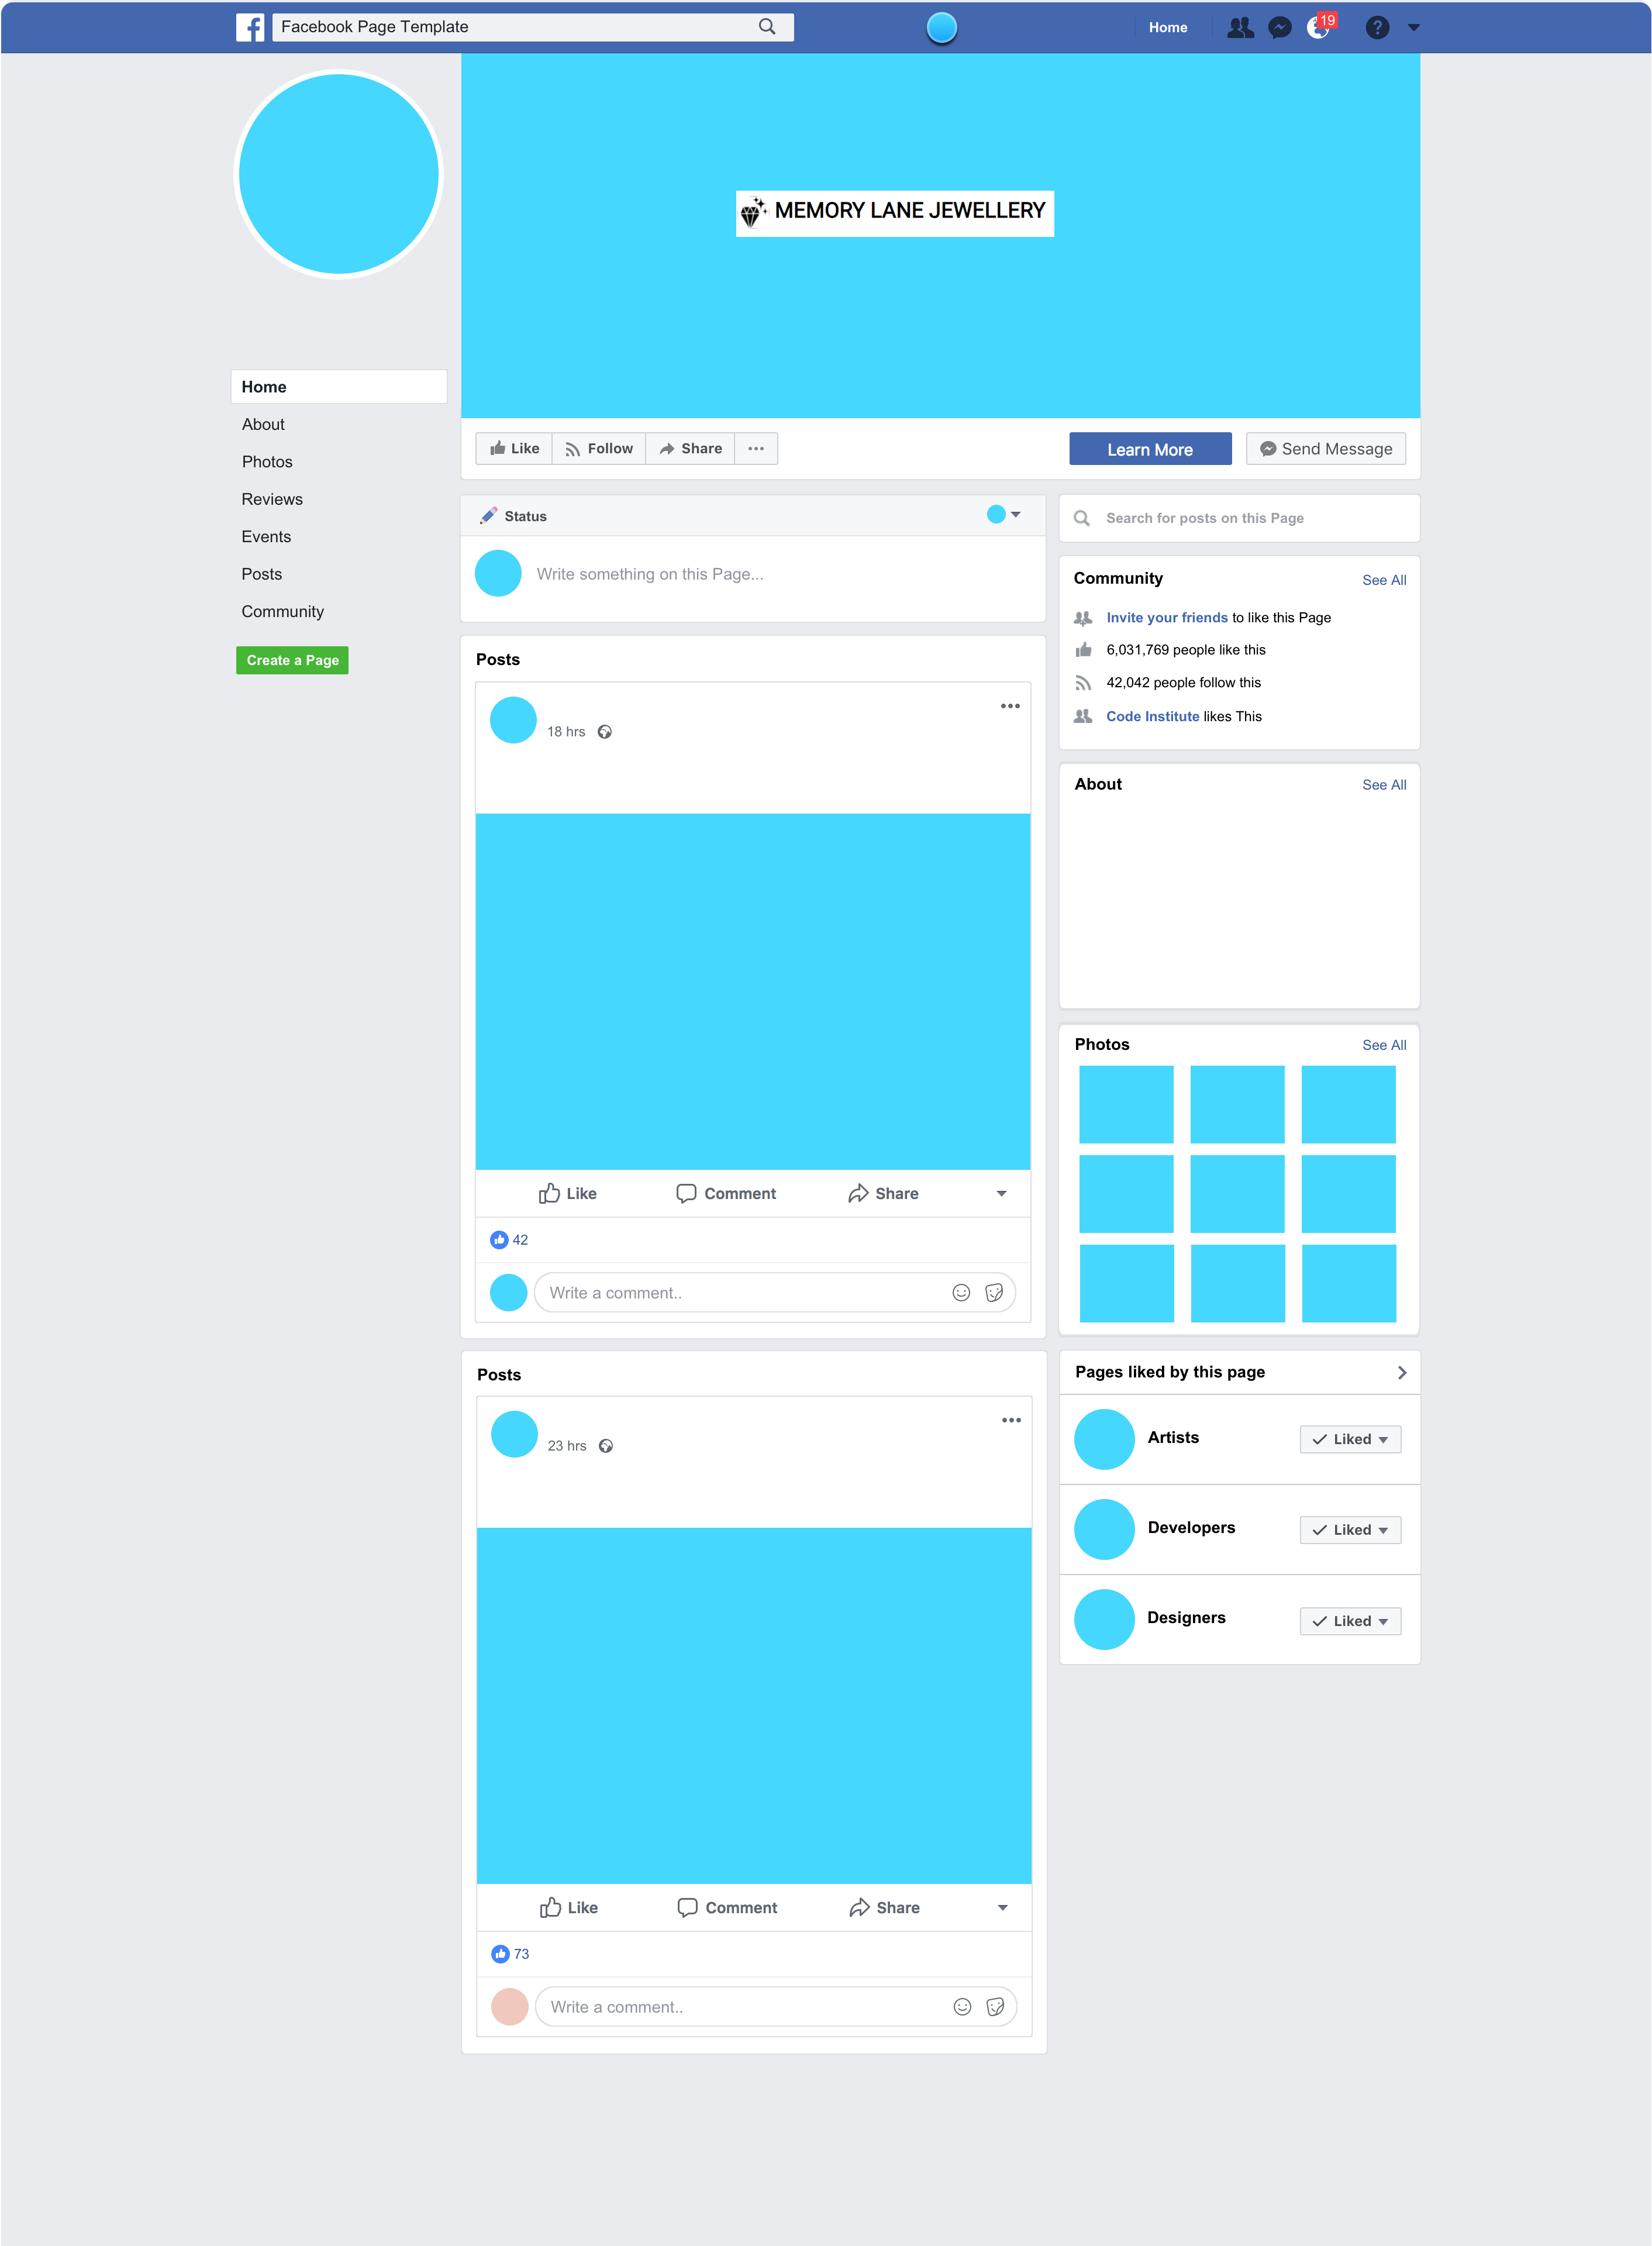 Facebook Page Template
Home
19
MEMORY LANE JEWELLERY
Home
About
Photos
Reviews
Events
Posts
Community
Create a Page
Like
Follow
Share
Learn More
Send Message
Status
Write something on this Page...
Posts
18 hrs
Like
Comment
Share
42
Write a comment..
Posts
23 hrs
Like
Comment
Share
73
Write a comment..
Search for posts on this Page
Community
See All
Invite your friends to like this Page
6,031,769 people like this
42,042 people follow this
Code Institute likes This
About
See All
Photos
See All
Pages liked by this page
Artists
Liked
Developers
Liked
Designers
Liked